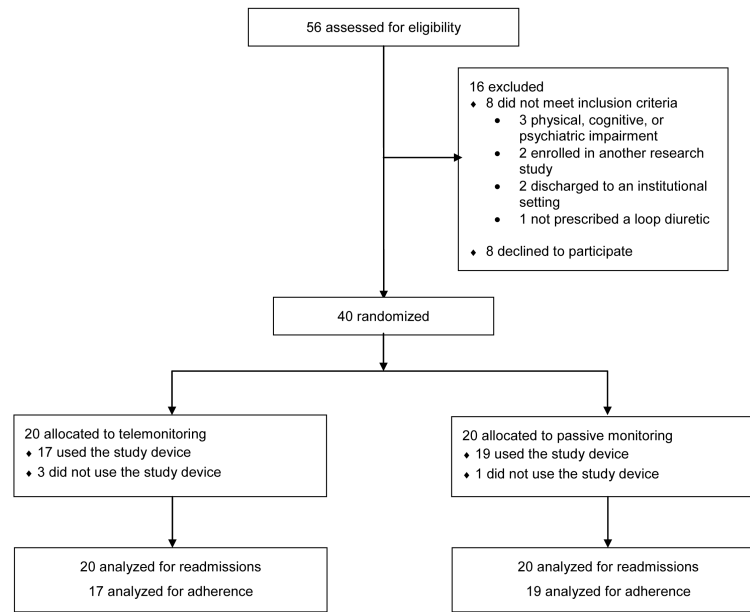 56 assessed for eligibility
16 excluded
♦ 8 did not meet inclusion criteria
• 3 physical, cognitive, or
psychiatric impairment
• 2 enrolled in another research
study
• 2 discharged to an institutional
setting
• 1 not prescribed a loop diuretic
♦ 8 declined to participate
40 randomized
20 allocated to telemonitoring
♦ 17 used the study device
♦ 3 did not use the study device
20 allocated to passive monitoring
♦ 19 used the study device
♦ 1 did not use the study device
20 analyzed for readmissions
17 analyzed for adherence
20 analyzed for readmissions
19 analyzed for adherence